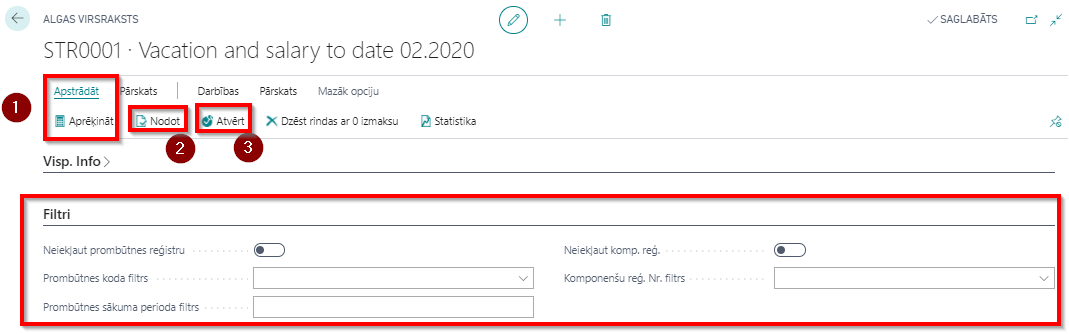 ALGAS VIRSRAKSTS
SAGLABĀTS
STR0001 · Vacation and salary to date 02.2020
Apstrādāt Pārskats Darbības Pārskats Mazāk opciju
1
Aprēķināt Nodot Atvērt Dzēst rindas ar 0 izmaksu Statistika
2 3
Visp. Info
Filtri
Neiekļaut prombūtnes reģistru Neiekļaut komp. reģ.
Prombūtnes koda filtrs Komponenšu reģ. Nr. filtrs
Prombūtnes sākuma perioda filtrs